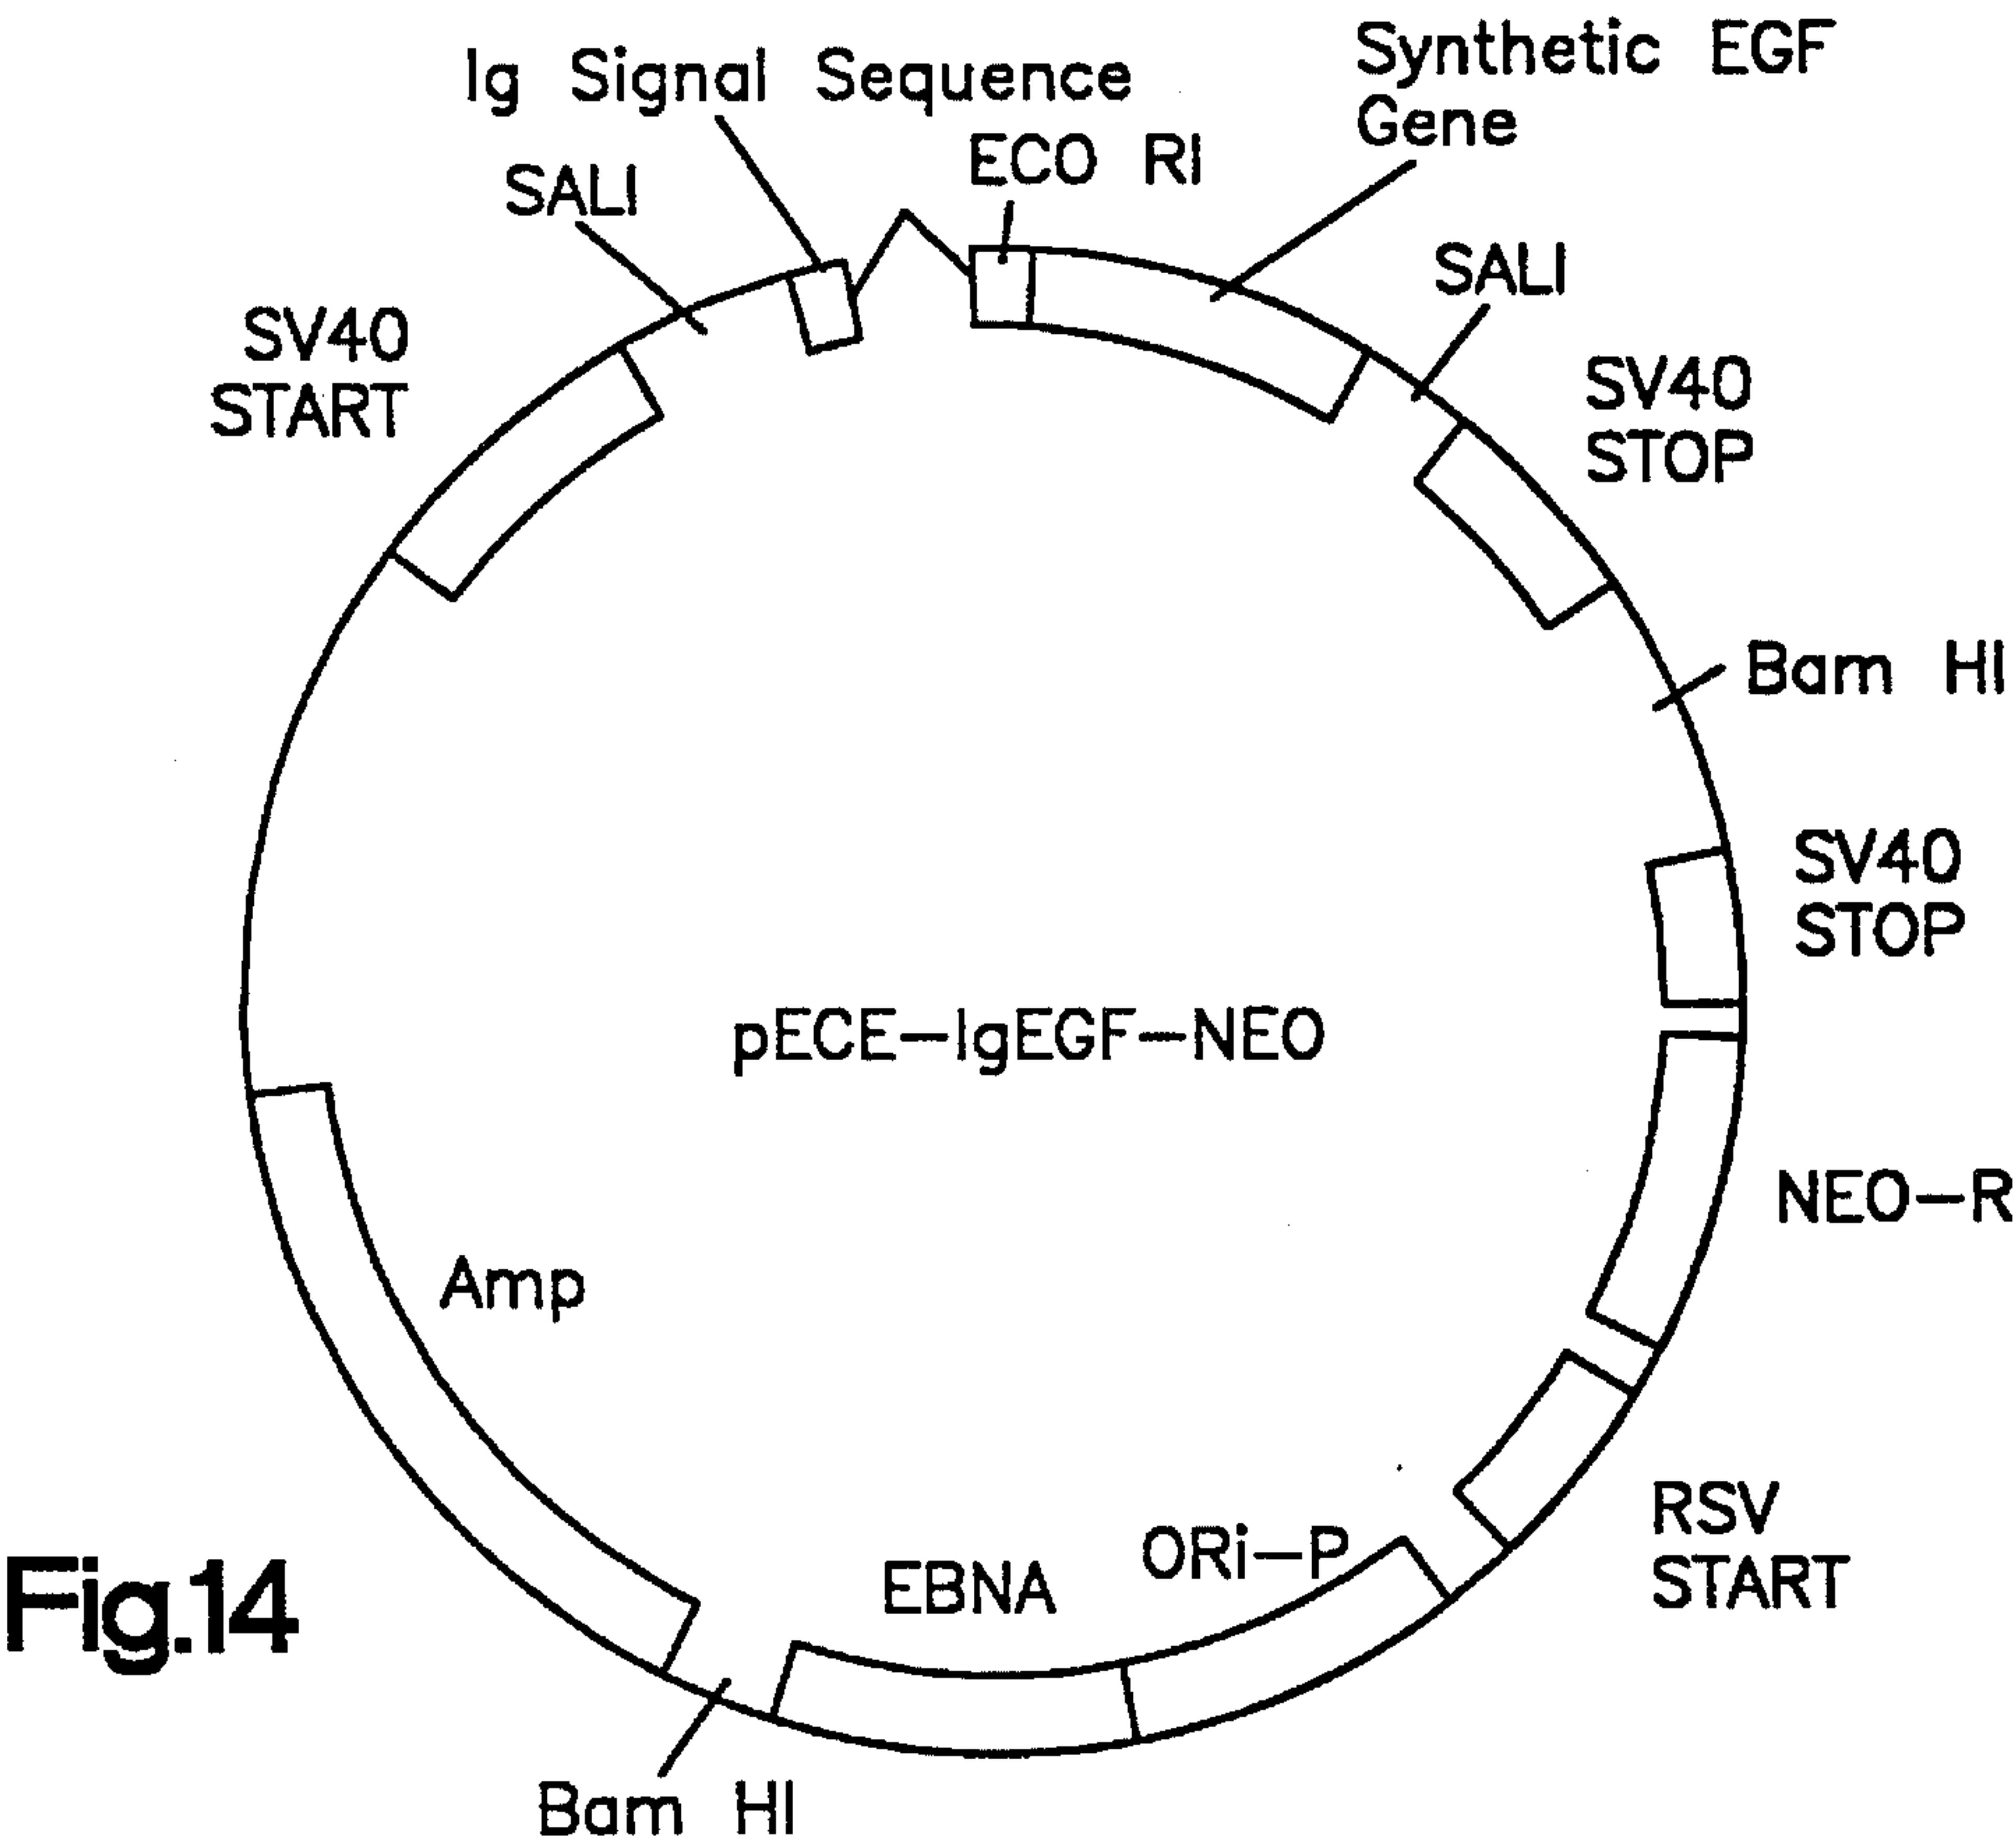 Ig Signal Sequence
Synthetic EGF
Gene
ECO RI
SALI
SALI
SV40
START
SV40
STOP
Bam HI
SV40
STOP
pECE-IgEGF-NEO
NEO-R
Amp
RSV
START
ORi-P
EBNA
Fig.14
Bam HI